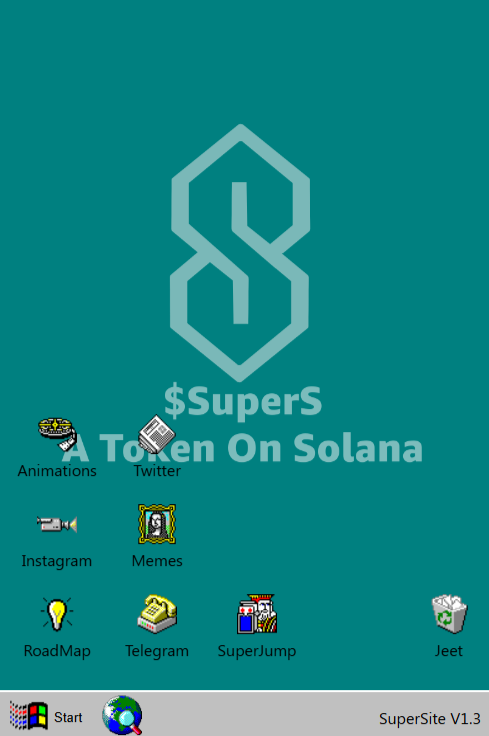 $SuperS
A Token On Solana
Animations
Twitter
Instagram
Memes
RoadMap
Telegram
SuperJump
Jeet
Start
SuperSite V1.3